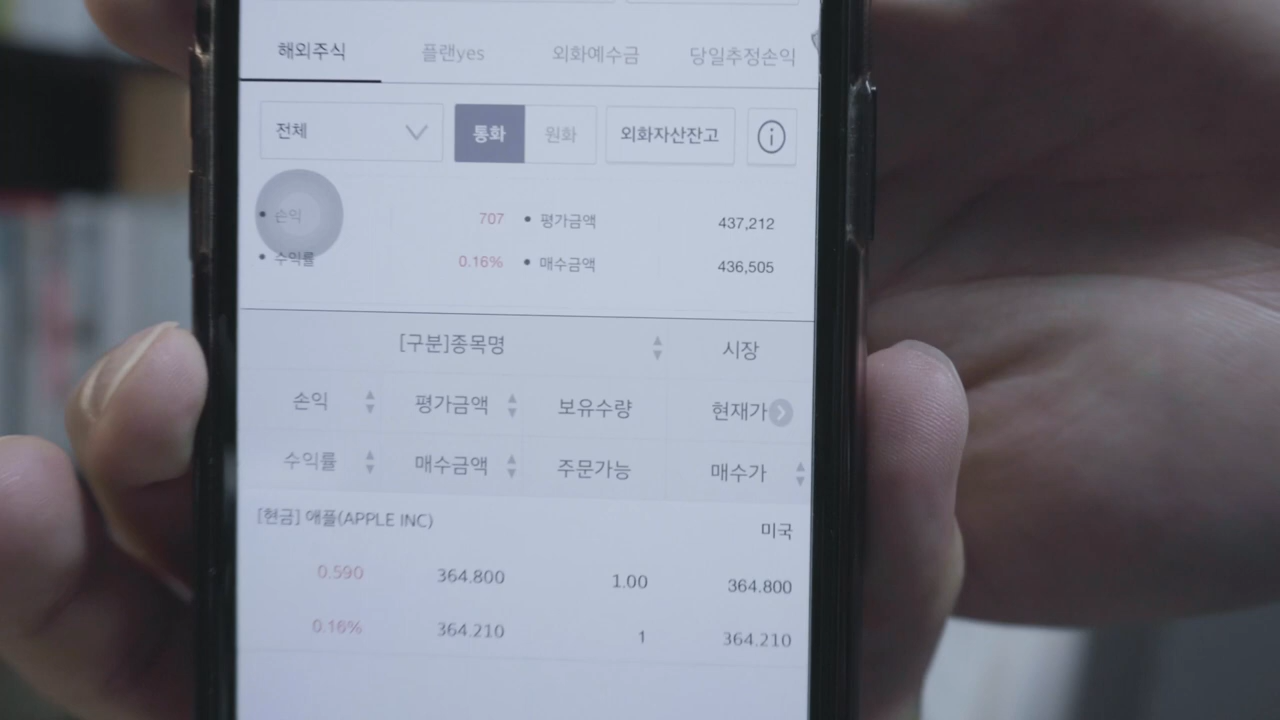 해외주식 플랜yes 외화예수금 당일추정손익
전체 통화 원화 외화자산잔고
• 손익 707 • 평가금액 437,212
• 수익률 0.16% • 매수금액 436,505
[구분]종목명 시장
손익 평가금액 보유수량 현재가
수익률 매수금액 주문가능 매수가
[현금] 애플(APPLE INC) 미국
0.590 364.800 1.00 364.800
0.16% 364.210 1 364.210